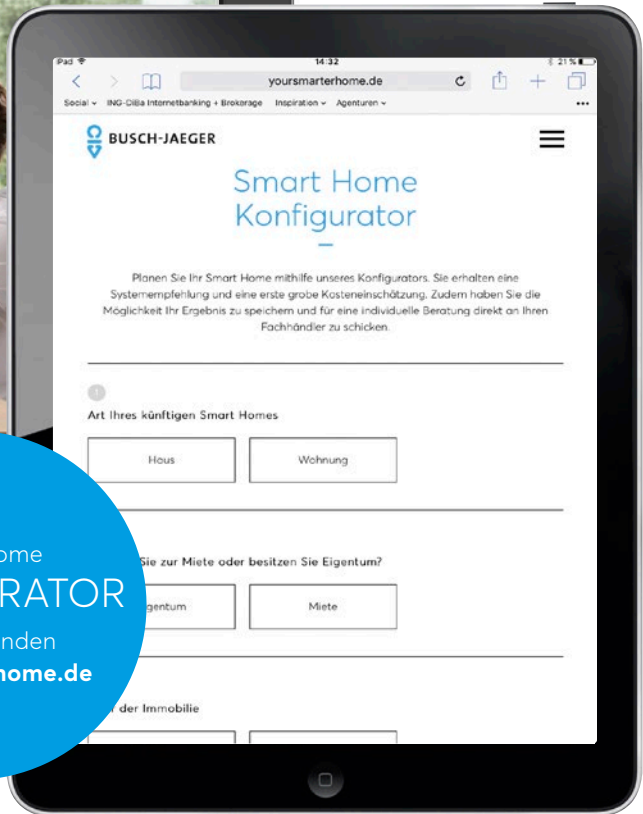 iPad 14:32 21 %
yoursmarterhome.de
Social ING-DiBa Internetbanking + Brokerage Inspiration Agenturen
BUSCH-JAEGER
Smart Home
Konfigurator
Planen Sie Ihr Smart Home mithilfe unseres Konfigurators. Sie erhalten eine
Systemempfehlung und eine erste grobe Kosteneinschätzung. Zudem haben Sie die
Möglichkeit Ihr Ergebnis zu speichern und für eine individuelle Beratung direkt an Ihren
Fachhändler zu schicken.
Art Ihres künftigen Smart Homes
Haus Wohnung
Sie zur Miete oder besitzen Sie Eigentum?
gentum Miete
der Immobilie
ome
RATOR
nden
home.de